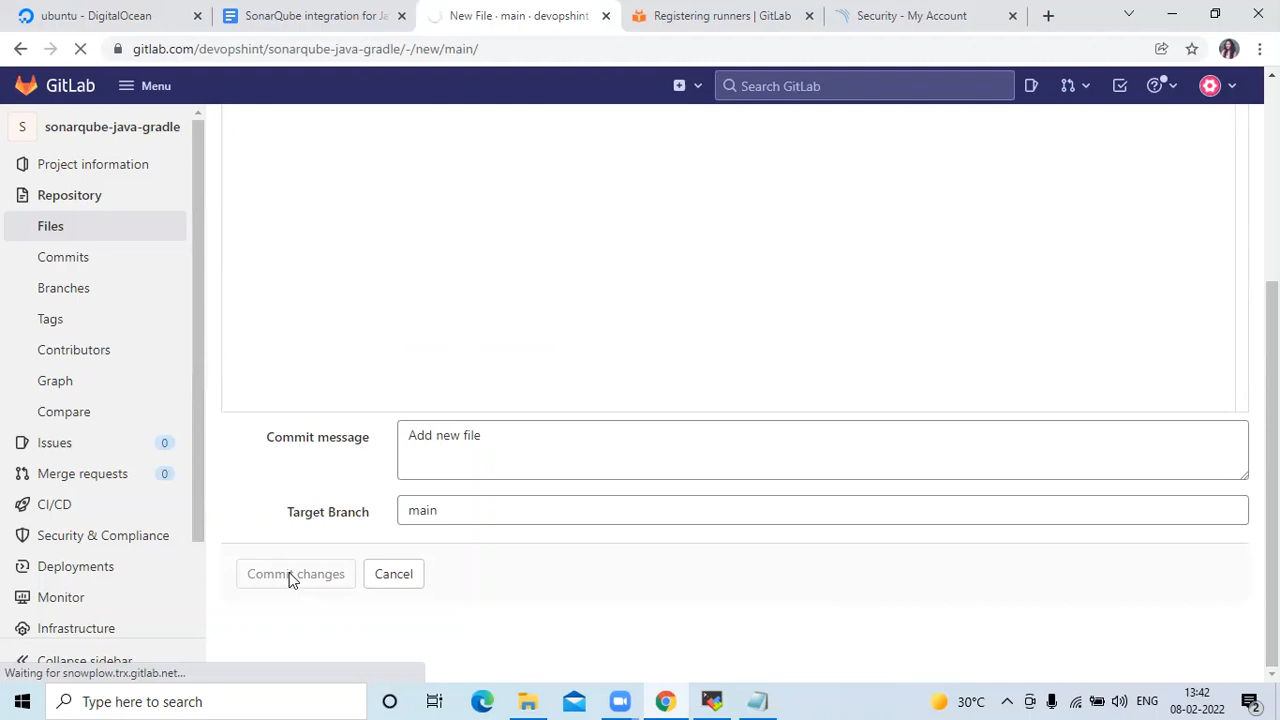 ubuntu - DigitalOcean
SonarQube integration for Ja
New File · main · devopshint
Registering runners | GitLab
Security - My account
gitlab.com/devopshint/sonarqube-java-gradle/-/new/main/
GitLab
Menu
Search GitLab
S
sonarqube-java-gradle
Project information
Repository
Files
Commits
Branches
Tags
Contributors
Graph
Compare
Issues
0
Merge requests
0
CI/CD
Security & Compliance
Deployments
Monitor
Infrastructure
Collapse sidebar
Commit message
Add new file
Target Branch
main
Commit changes
Cancel
Waiting for snowplow.trx.gitlab.net...
Type here to search
30°C
ENG
13:42
08-02-2022
2